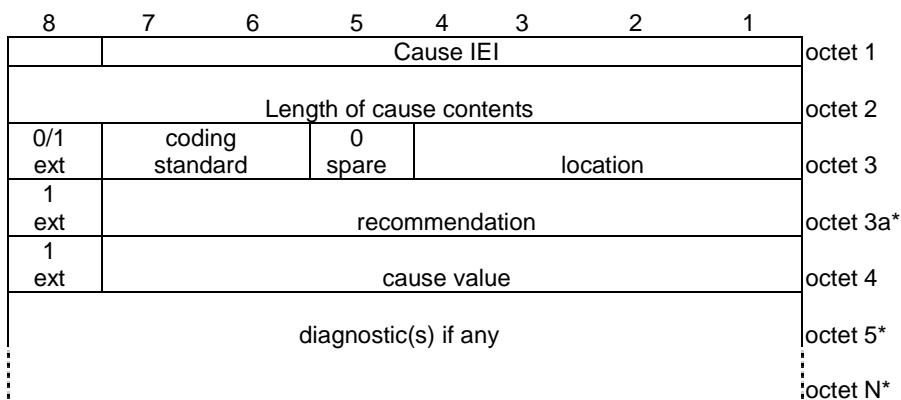 8 7 6 5 4 3 2 1
Cause IEI octet 1
Length of cause contents octet 2
0/1 coding 0
ext standard spare location octet 3
1
ext recommendation octet 3a*
1
ext cause value octet 4
diagnostic(s) if any octet 5*
octet N*